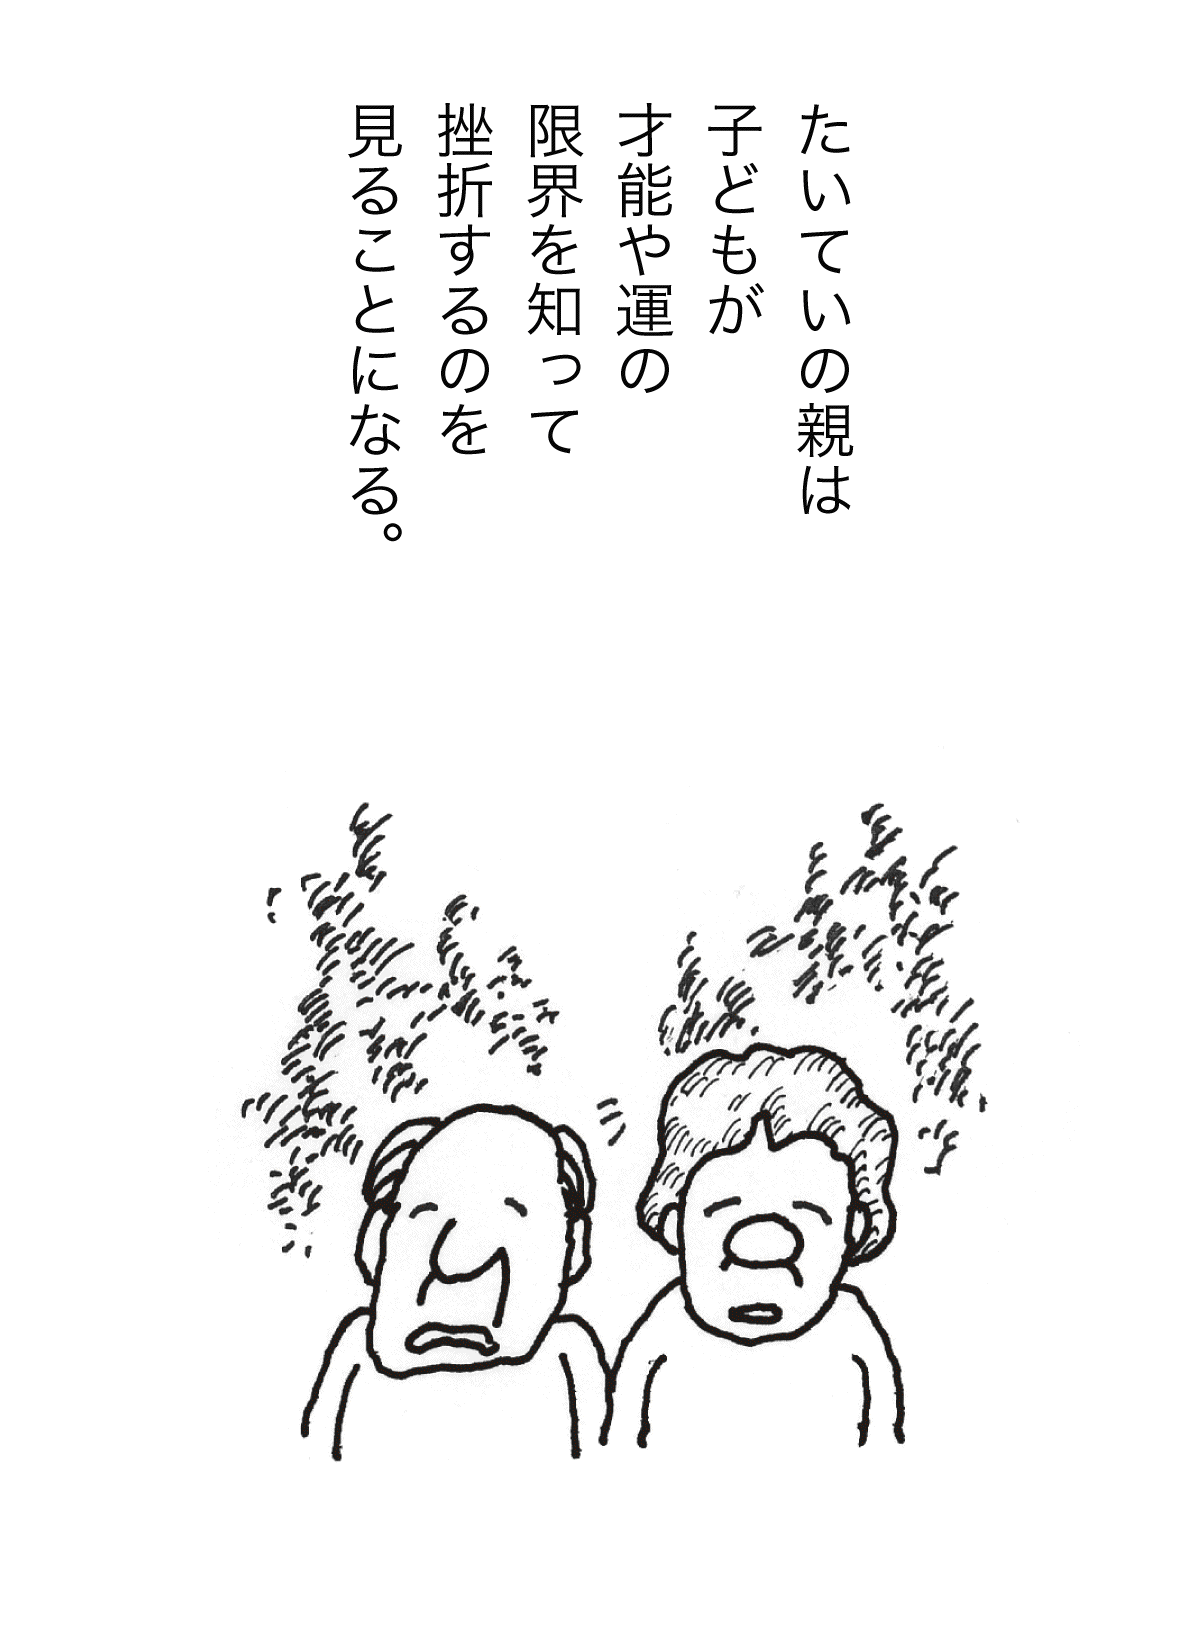 たいていの親は
子どもが
才能や運の
限界を知って
挫折するのを
見ることになる。